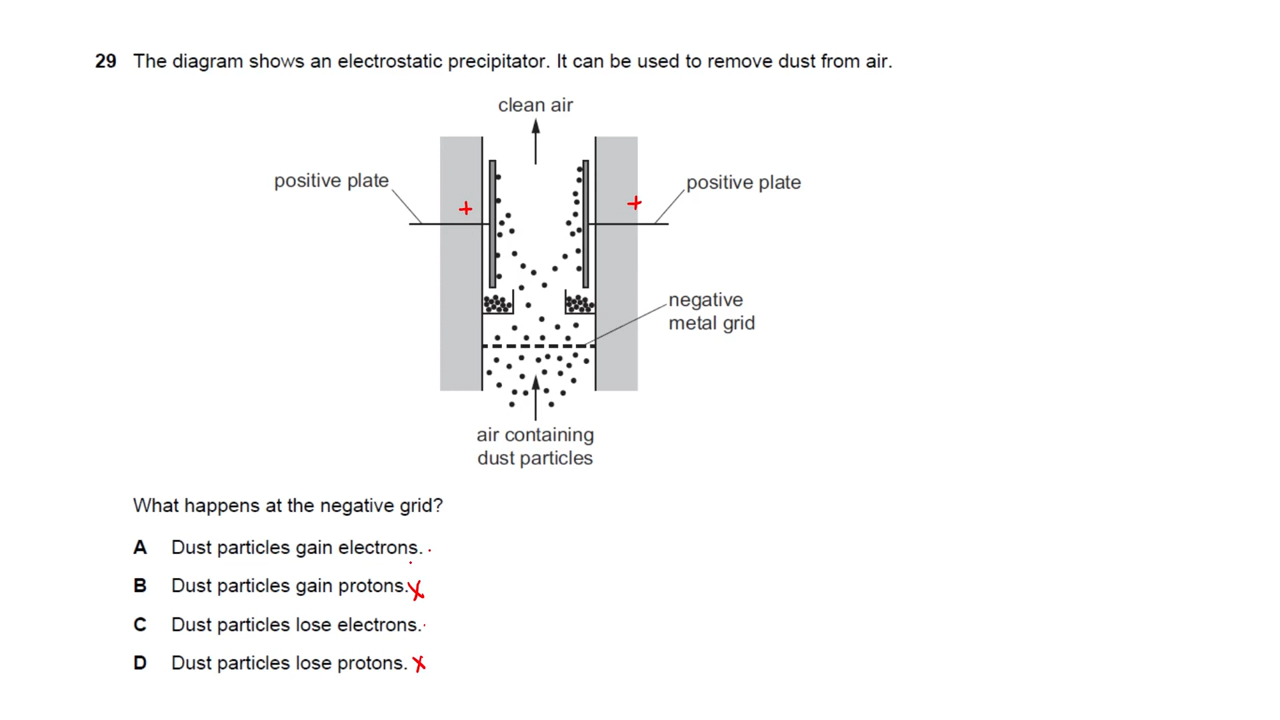 29 The diagram shows an electrostatic precipitator. It can be used to remove dust from air.
clean air
positive plate
positive plate
+
+
negative
metal grid
air containing
dust particles
What happens at the negative grid?
A Dust particles gain electrons.
B Dust particles gain protons. X
C Dust particles lose electrons.
D Dust particles lose protons. X